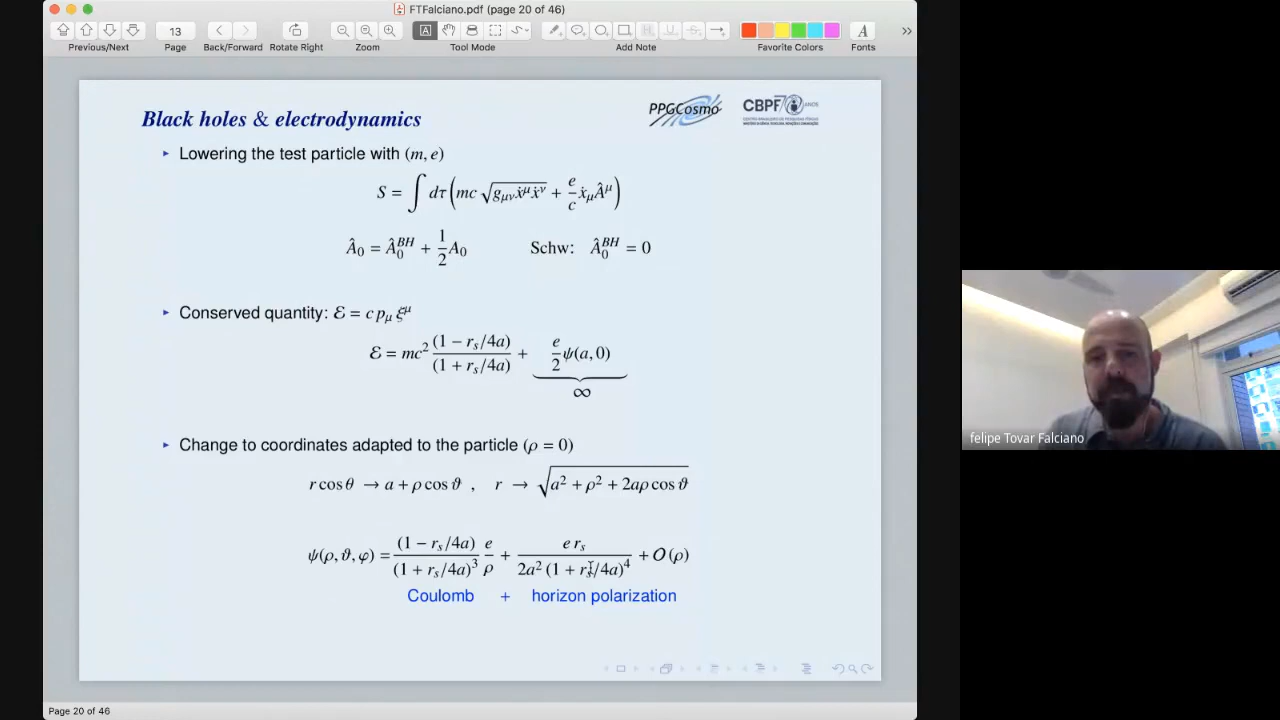 FTFalciano.pdf (page 20 of 46)
13
A
A
Previous/Next
Page
Back/Forward
Rotate Right
Zoom
Tool Mode
Add Note
Favorite Colors
Fonts
Black holes & electrodynamics
PPGCosmo
CBPF
ANOS
▸ Lowering the test particle with (m, e)
S = ∫ dτ (mc √(g_{μν} ẋ^μ ẋ^ν) + e/c ẋ_μ Â^μ)
Â_0 = Â_0^{BH} + 1/2 A_0 Schw: Â_0^{BH} = 0
▸ Conserved quantity: ℰ = c p_μ ξ^μ
ℰ = mc² (1 − r_s/4a)/(1 + r_s/4a) + e/2 ψ(a, 0)
∞
▸ Change to coordinates adapted to the particle (ρ = 0)
r cos θ → a + ρ cos ϑ , r → √(a² + ρ² + 2aρ cos ϑ)
ψ(ρ, ϑ, φ) = (1 − r_s/4a)/(1 + r_s/4a)³ e/ρ + e r_s/(2a² (1 + r_s/4a)⁴) + O(ρ)
Coulomb + horizon polarization
Page 20 of 46
felipe Tovar Falciano